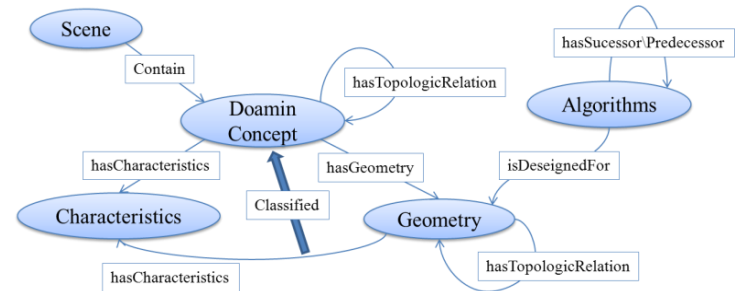 Scene
hasSucessor\Predecessor
Contain
hasTopologicRelation
Doamin
Concept
Algorithms
hasCharacteristics
hasGeometry
isDeseignedFor
Classified
Characteristics
Geometry
hasTopologicRelation
hasCharacteristics